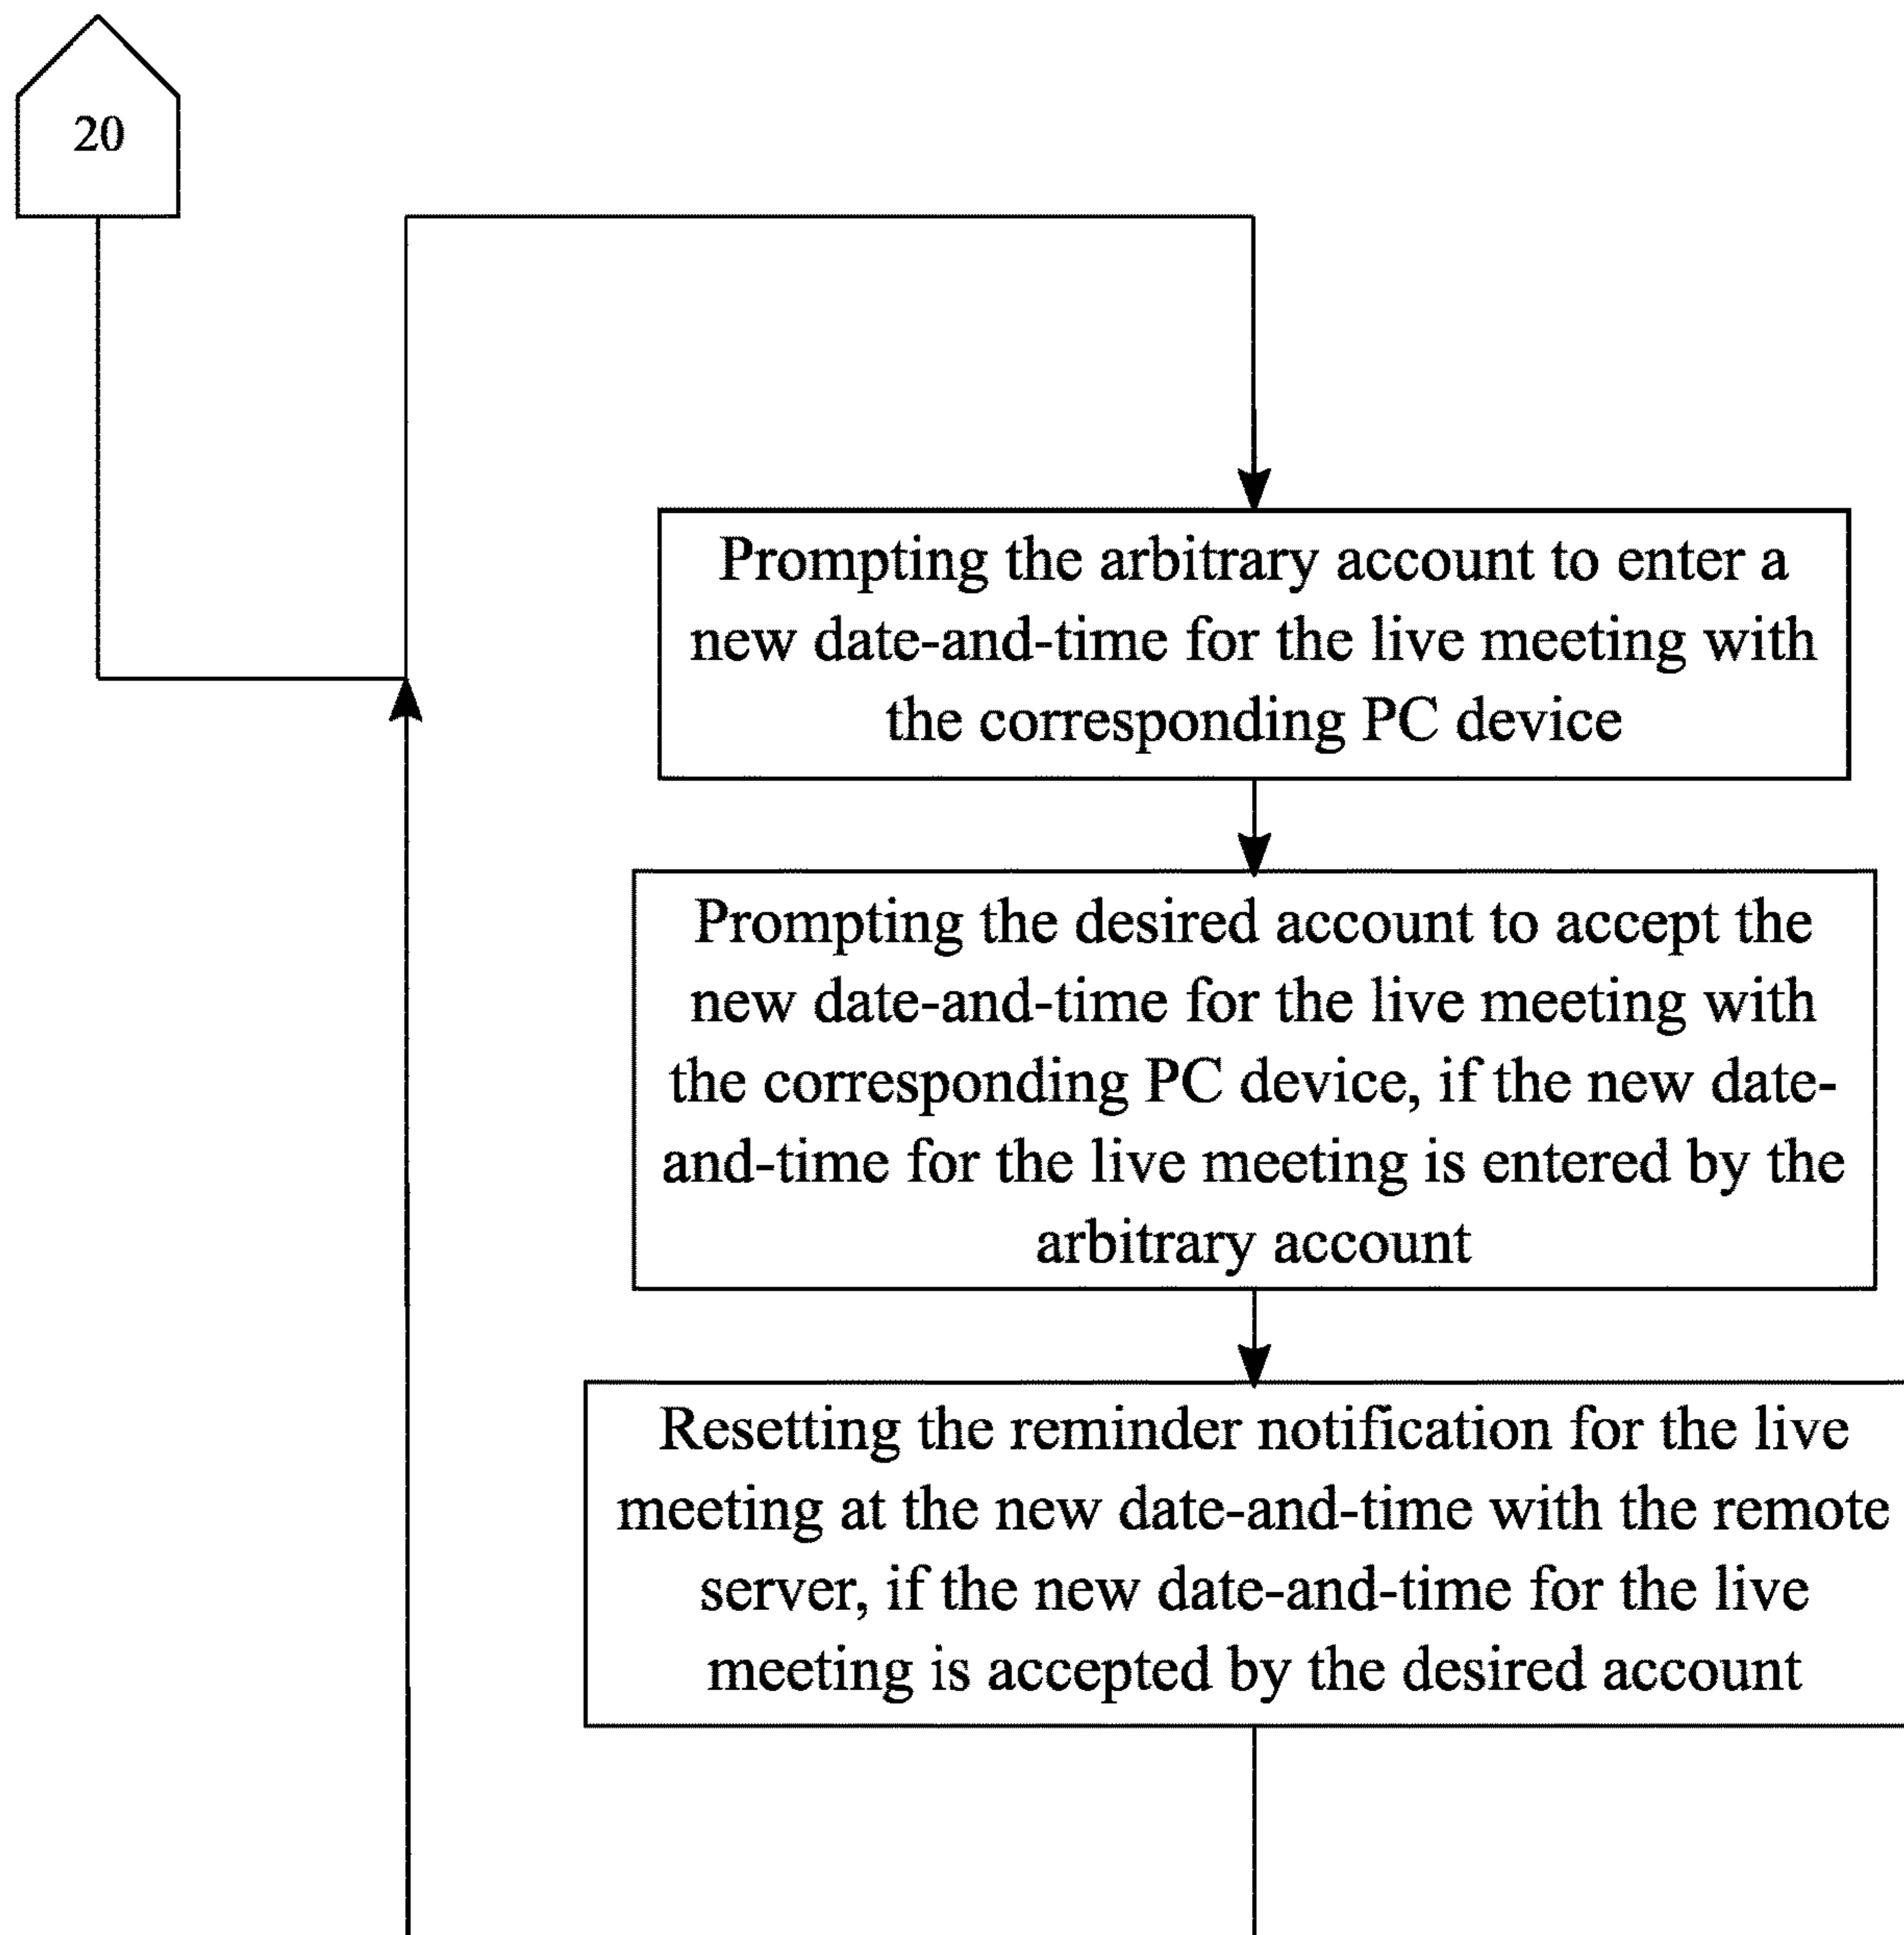 20
Prompting the arbitrary account to enter a
new date-and-time for the live meeting with
the corresponding PC device
Prompting the desired account to accept the
new date-and-time for the live meeting with
the corresponding PC device, if the new date-
and-time for the live meeting is entered by the
arbitrary account
Resetting the reminder notification for the live
meeting at the new date-and-time with the remote
server, if the new date-and-time for the live
meeting is accepted by the desired account